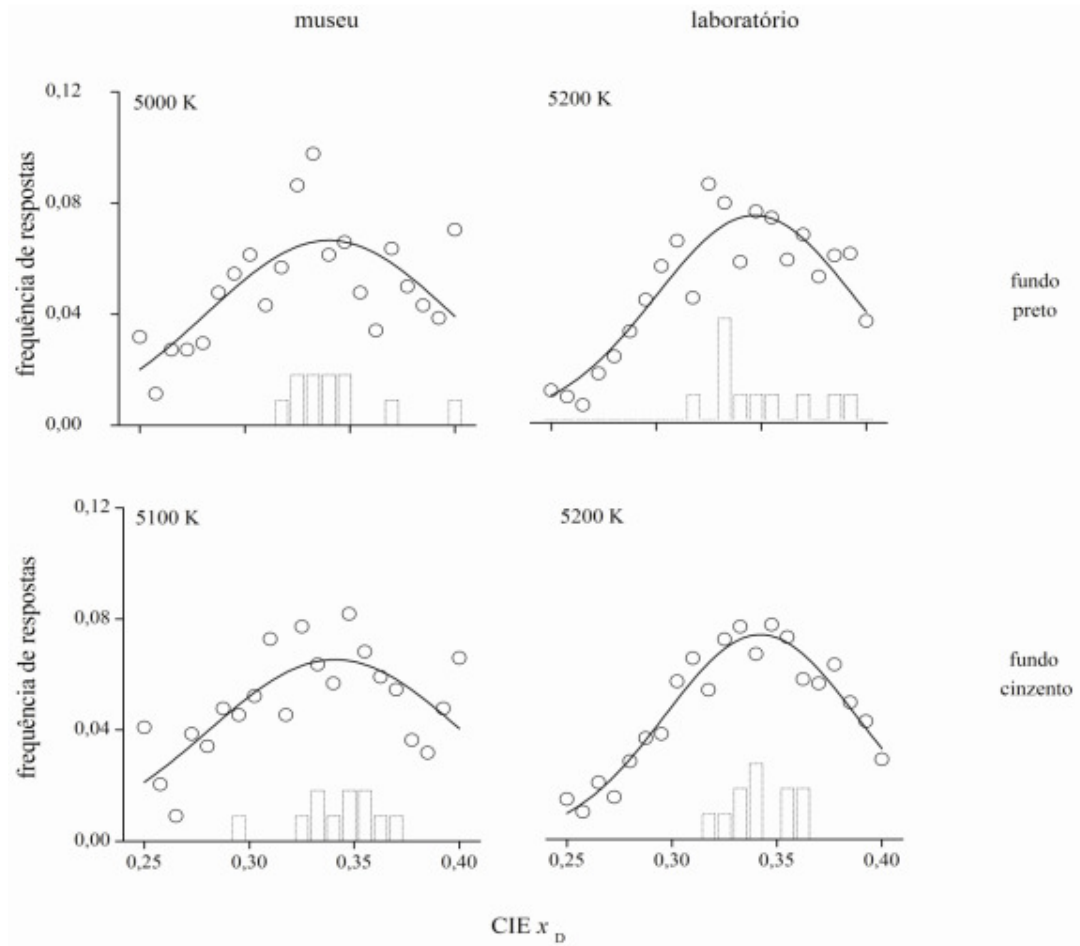 museu
laboratório
0,12
0,08
0,04
0,00
frequência de respostas
5000 K
5200 K
fundo
preto
0,12
0,08
0,04
0,00
frequência de respostas
5100 K
5200 K
fundo
cinzento
0,25 0,30 0,35 0,40
0,25 0,30 0,35 0,40
CIE x D